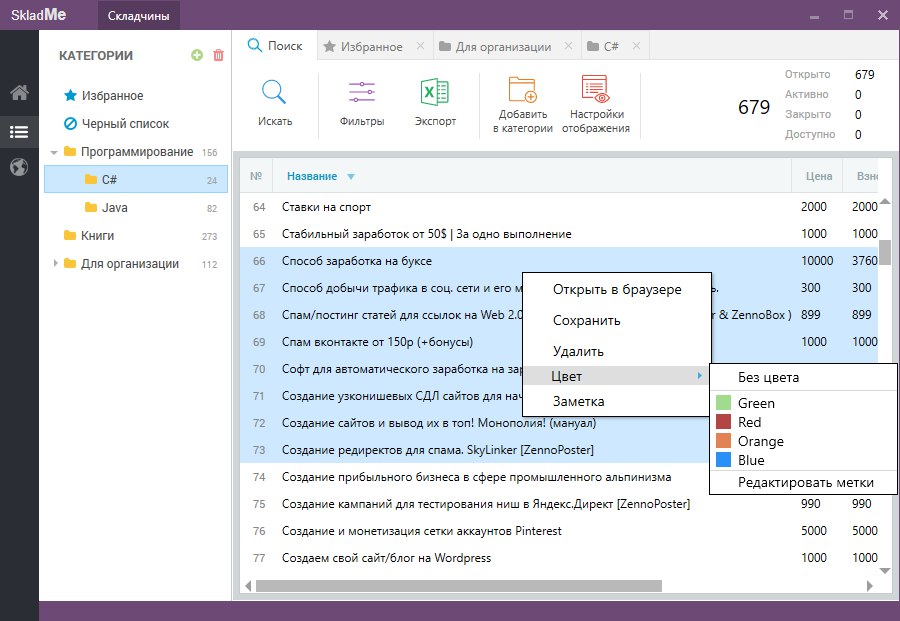 SkladMe Складчины
КАТЕГОРИИ
Избранное
Черный список
Программирование 156
C# 24
Java 82
Книги 273
Для организации 112
Поиск Избранное Для организации C#
Искать
Фильтры
Экспорт
Добавить
в категории
Настройки
отображения
679
Открыто 679
Активно 0
Закрыто 0
Доступно 0
№ Название Цена Взно
64 Ставки на спорт 2000 2000
65 Стабильный заработок от 50$ | За одно выполнение 1000 1000
66 Способ заработка на буксе 10000 3760
67 Способ добычи трафика в соц. сети и его м ь. 300 300
68 Спам/постинг статей для ссылок на Web 2.0 r & ZennoBox ) 899 899
69 Спам вконтакте от 150р (+бонусы) 1000 1000
70 Софт для автоматического заработка на зар
71 Создание узконишевых СДЛ сайтов для нач
72 Создание сайтов и вывод их в топ! Монополия! (мануал)
73 Создание редиректов для спама. SkyLinker [ZennoPoster]
74 Создание прибыльного бизнеса в сфере промышленного альпинизма
75 Создание кампаний для тестирования ниш в Яндекс.Директ [ZennoPoster] 990 990
76 Создание и монетизация сетки аккаунтов Pinterest 5000 5000
77 Создаем свой сайт/блог на Wordpress 1000 1000
Открыть в браузере
Сохранить
Удалить
Цвет
Заметка
Без цвета
Green
Red
Orange
Blue
Редактировать метки